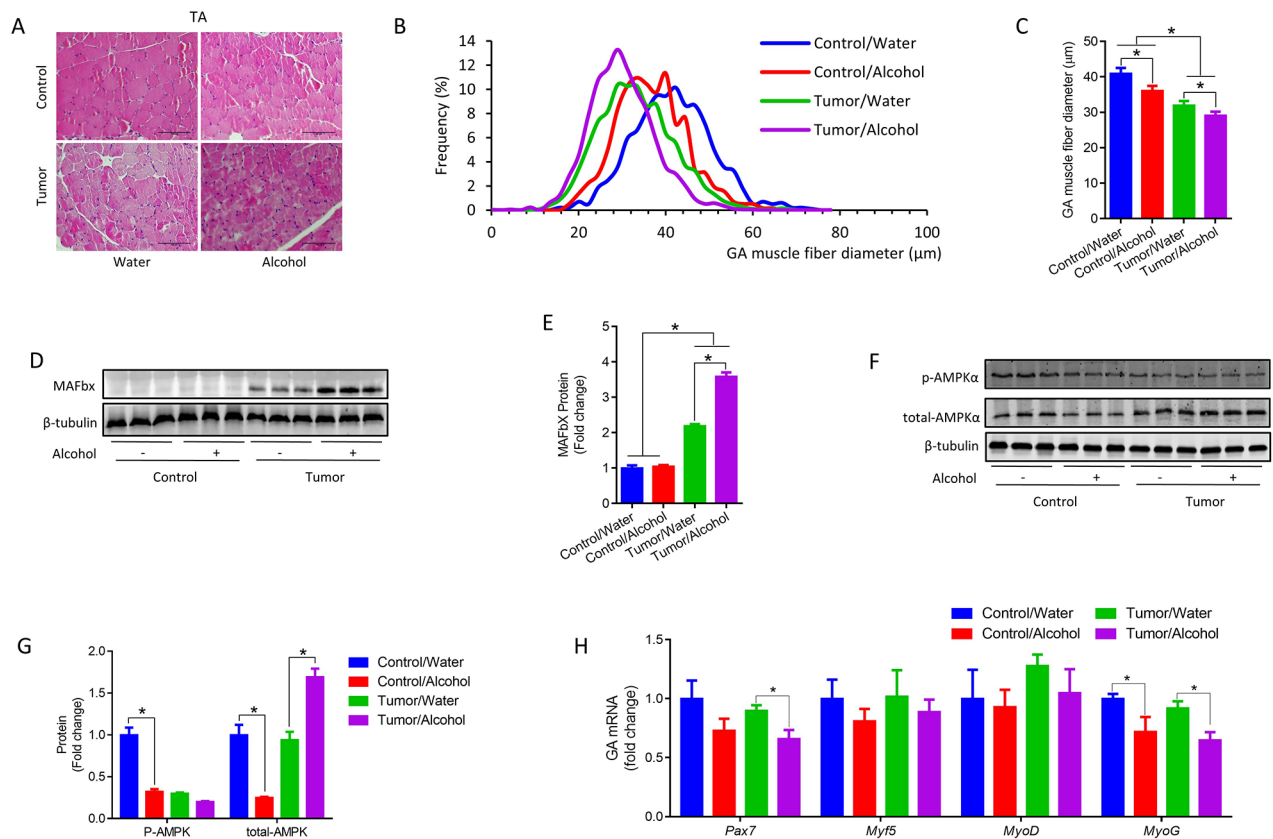 A
TA
Control
Tumor
Water
Alcohol
B
Frequency (%)
14
12
10
8
6
4
2
0
0
20
40
60
80
100
GA muscle fiber diameter (μm)
Control/Water
Control/Alcohol
Tumor/Water
Tumor/Alcohol
C
GA muscle fiber diameter (μm)
50
40
30
20
10
0
*
*
*
Control/Water
Control/Alcohol
Tumor/Water
Tumor/Alcohol
D
MAFbx
β-tubulin
Alcohol - + - +
Control Tumor
E
MAFbX Protein
(Fold change)
5
4
3
2
1
0
*
*
Control/Water
Control/Alcohol
Tumor/Water
Tumor/Alcohol
F
p-AMPKα
total-AMPKα
β-tubulin
Alcohol - + - +
Control Tumor
G
Protein
(Fold change)
2.0
1.5
1.0
0.5
0.0
*
*
*
P-AMPK total-AMPK
Control/Water
Control/Alcohol
Tumor/Water
Tumor/Alcohol
H
Control/Water Tumor/Water
Control/Alcohol Tumor/Alcohol
GA mRNA
(fold change)
1.5
1.0
0.5
0.0
*
*
*
Pax7 Myf5 MyoD MyoG